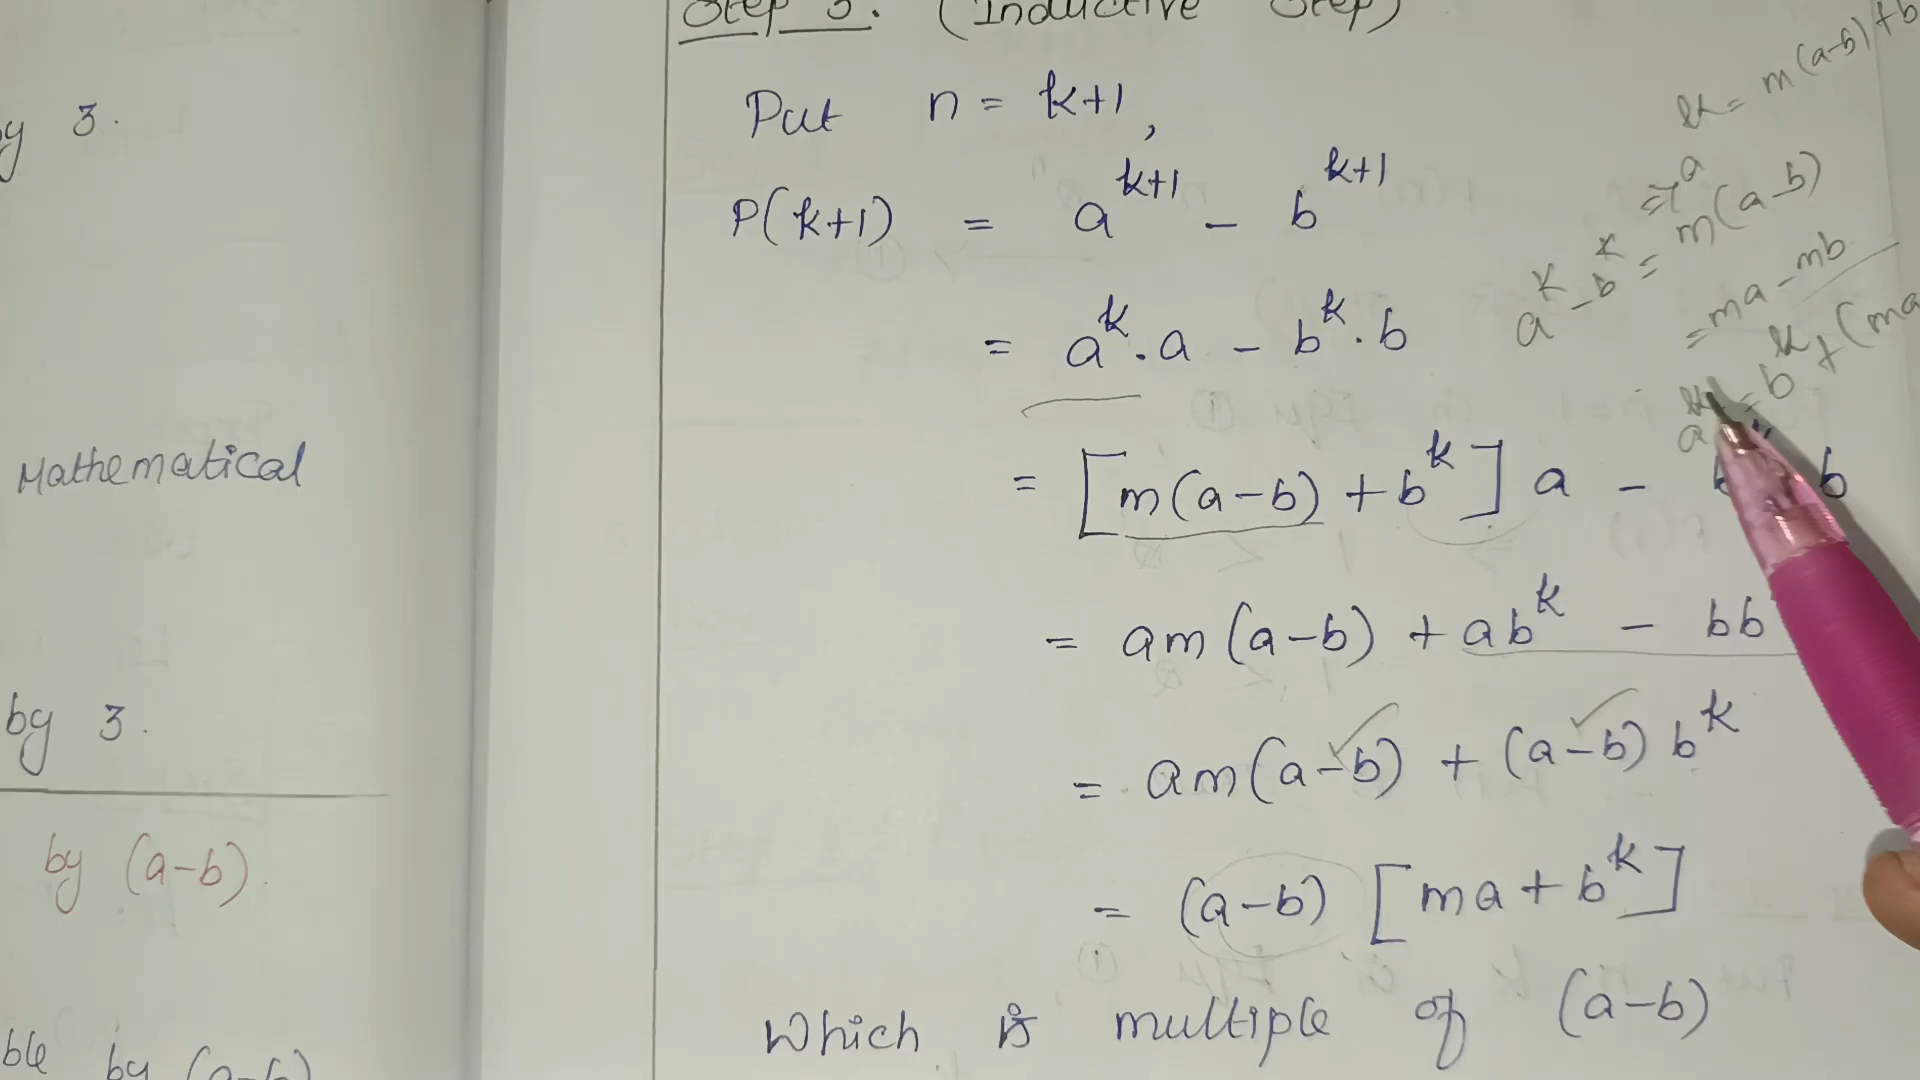 by 3.
Mathematical
by 3.
by (a-b).
by (a-b)
Step 3. (Inductive Step)
Put n = k+1,
P(k+1) = a^{k+1} - b^{k+1}
= a^k . a - b^k . b
= [m(a-b) + b^k] a - b
= am(a-b) + ab^k - bb
= am(a-b) + (a-b) b^k
= (a-b) [ma + b^k]
Which is multiple of (a-b)
= m(a-b)+b
a^k - b^k = m(a-b)
= ma - mb